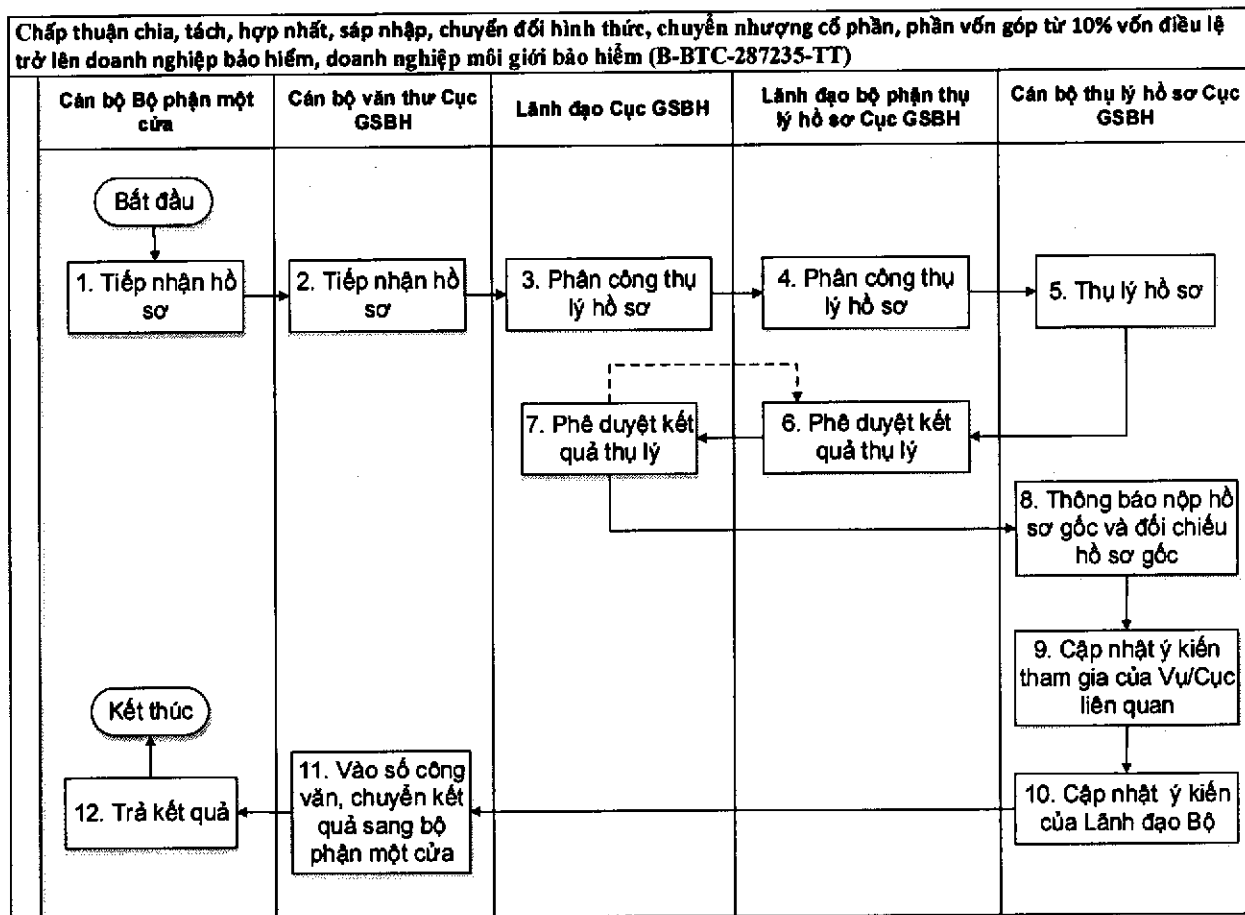 Chấp thuận chia, tách, hợp nhất, sáp nhập, chuyển đổi hình thức, chuyển nhượng cổ phần, phần vốn góp từ 10% vốn điều lệ
trở lên doanh nghiệp bảo hiểm, doanh nghiệp môi giới bảo hiểm (B-BTC-287235-TT)
Cán bộ Bộ phận một
cửa
Cán bộ văn thư Cục
GSBH
Lãnh đạo Cục GSBH
Lãnh đạo bộ phận thụ
lý hồ sơ Cục GSBH
Cán bộ thụ lý hồ sơ Cục
GSBH
Bắt đầu
1. Tiếp nhận hồ
sơ
2. Tiếp nhận hồ
sơ
3. Phân công thụ
lý hồ sơ
4. Phân công thụ
lý hồ sơ
5. Thụ lý hồ sơ
7. Phê duyệt kết
quả thụ lý
6. Phê duyệt kết
quả thụ lý
8. Thông báo nộp hồ
sơ gốc và đối chiếu
hồ sơ gốc
9. Cập nhật ý kiến
tham gia của Vụ/Cục
liên quan
Kết thúc
12. Trả kết quả
11. Vào số công
văn, chuyển kết
quả sang bộ
phận một cửa
10. Cập nhật ý kiến
của Lãnh đạo Bộ